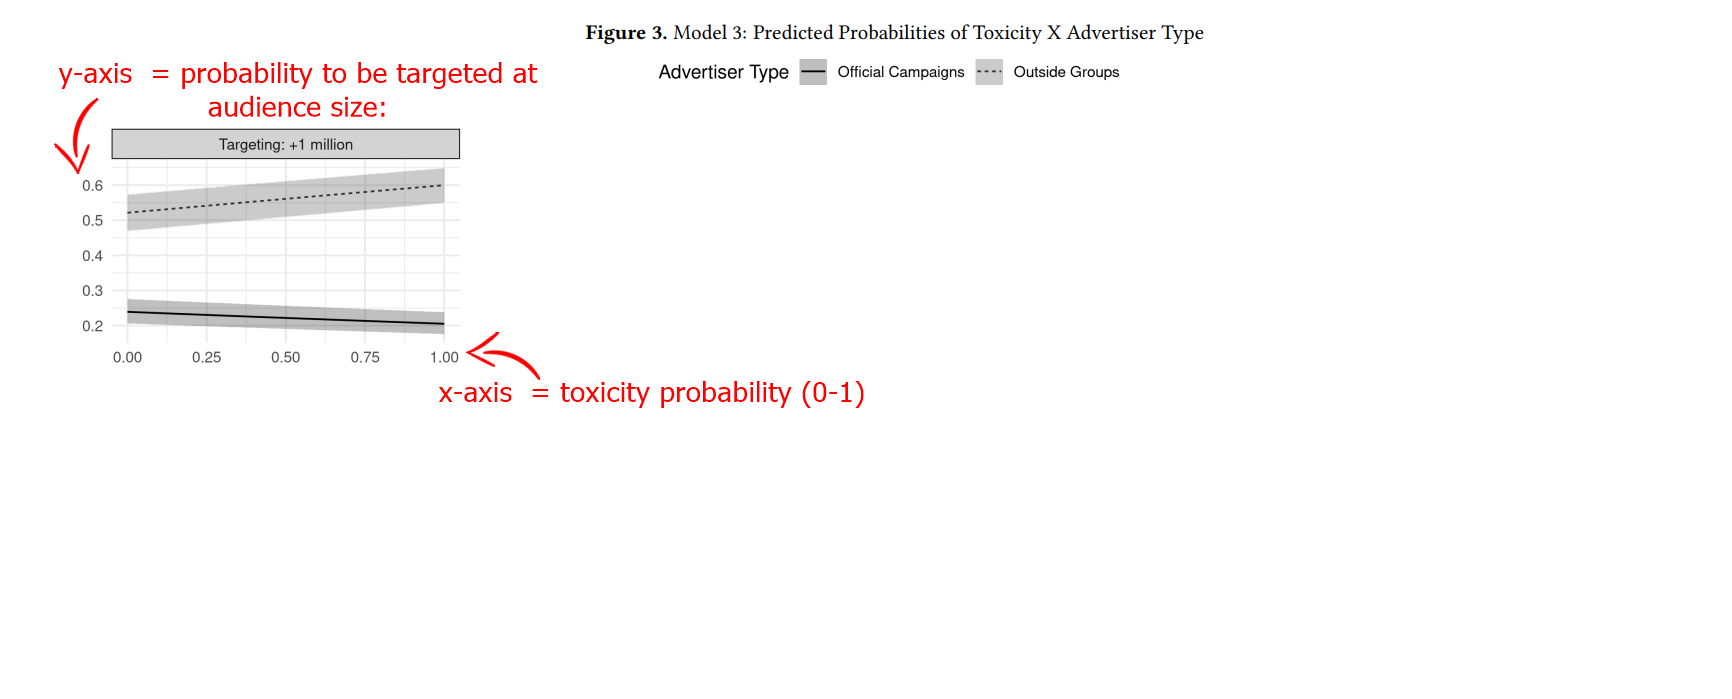 Figure 3. Model 3: Predicted Probabilities of Toxicity X Advertiser Type
Advertiser Type Official Campaigns Outside Groups
y-axis = probability to be targeted at
audience size:
Targeting: +1 million
0.6
0.5
0.4
0.3
0.2
0.00 0.25 0.50 0.75 1.00
x-axis = toxicity probability (0-1)